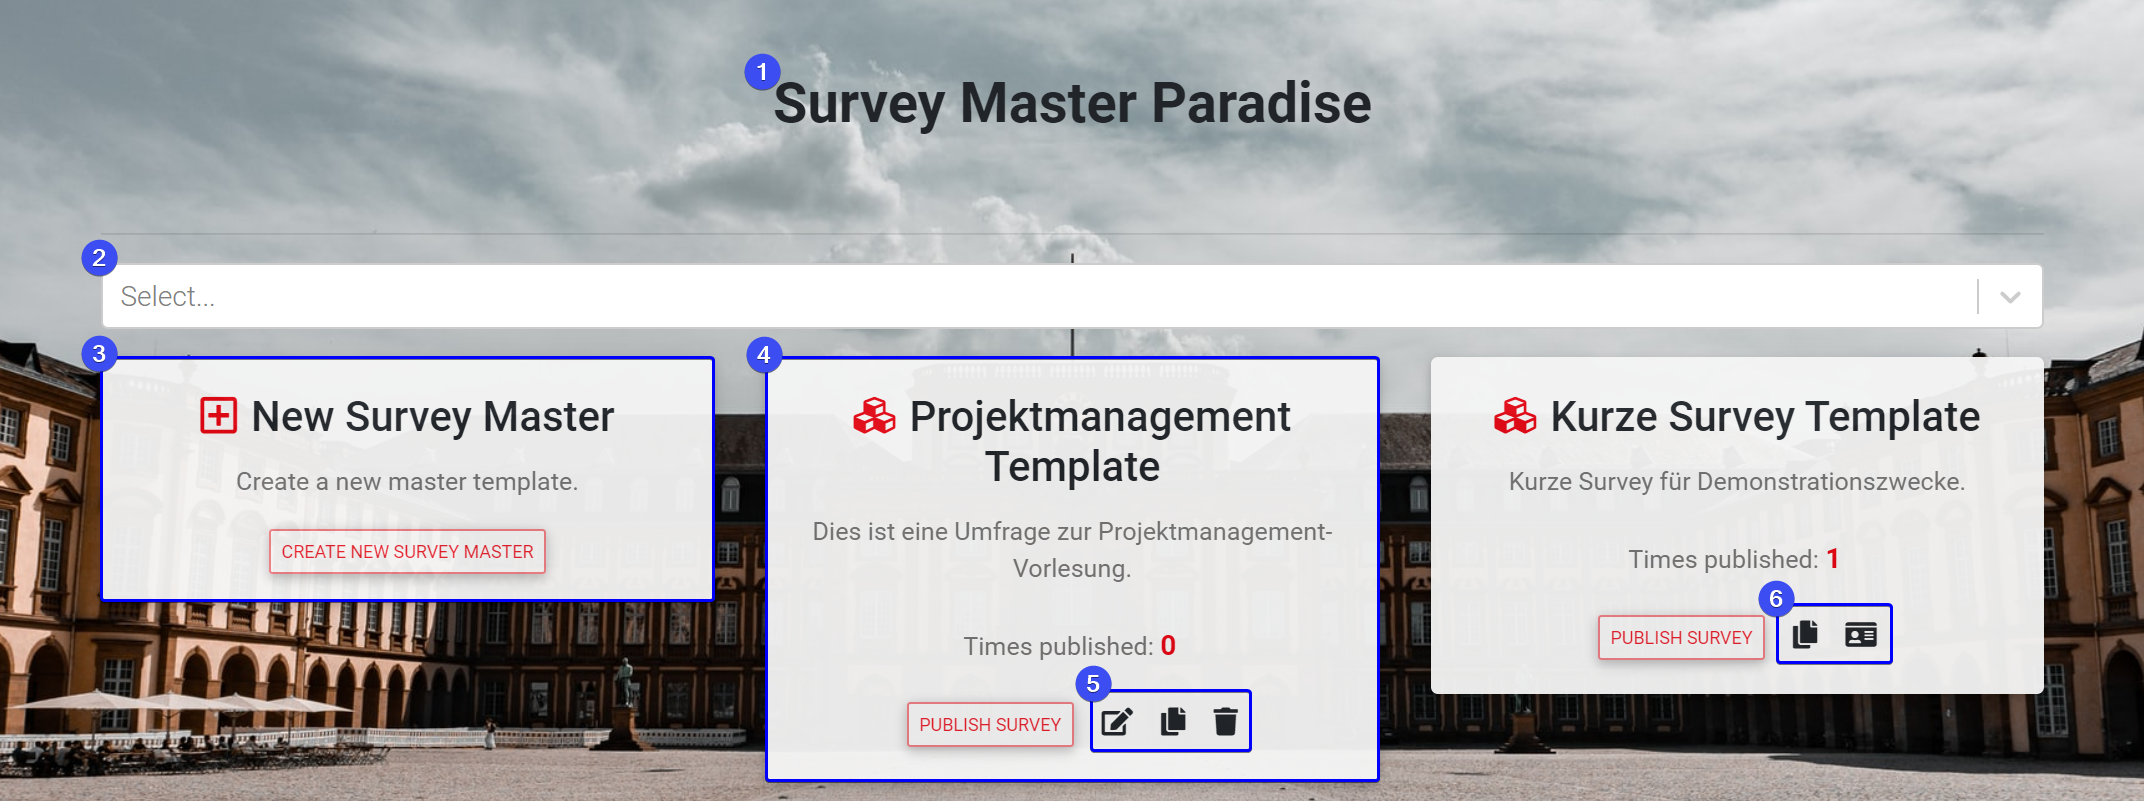 1
Survey Master Paradise
2
Select...
3
New Survey Master
Create a new master template.
CREATE NEW SURVEY MASTER
4
Projektmanagement
Template
Dies ist eine Umfrage zur Projektmanagement-
Vorlesung.
Times published: 0
5
PUBLISH SURVEY
Kurze Survey Template
Kurze Survey für Demonstrationszwecke.
Times published: 1
6
PUBLISH SURVEY